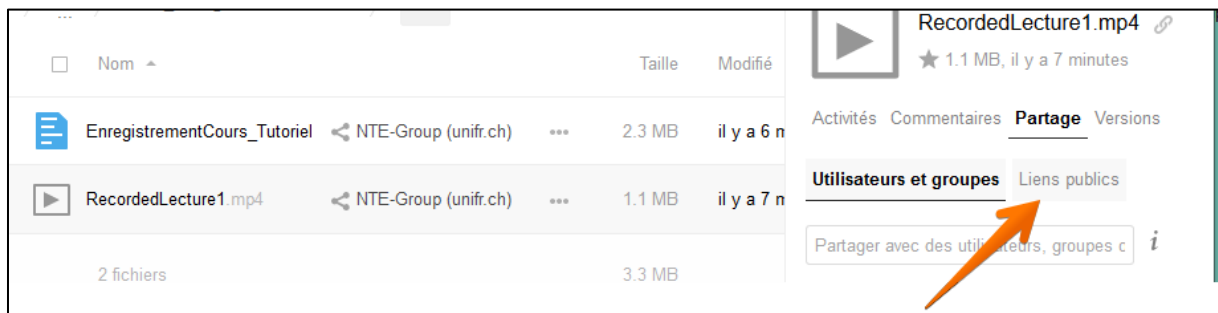 ...
Nom
Taille
Modifié
EnregistrementCours_Tutoriel
NTE-Group (unifr.ch)
...
2.3 MB
il y a 6 m
RecordedLecture1.mp4
NTE-Group (unifr.ch)
...
1.1 MB
il y a 7 m
2 fichiers
3.3 MB
RecordedLecture1.mp4
1.1 MB, il y a 7 minutes
Activités Commentaires Partage Versions
Utilisateurs et groupes Liens publics
Partager avec des utilisateurs, groupes c
i